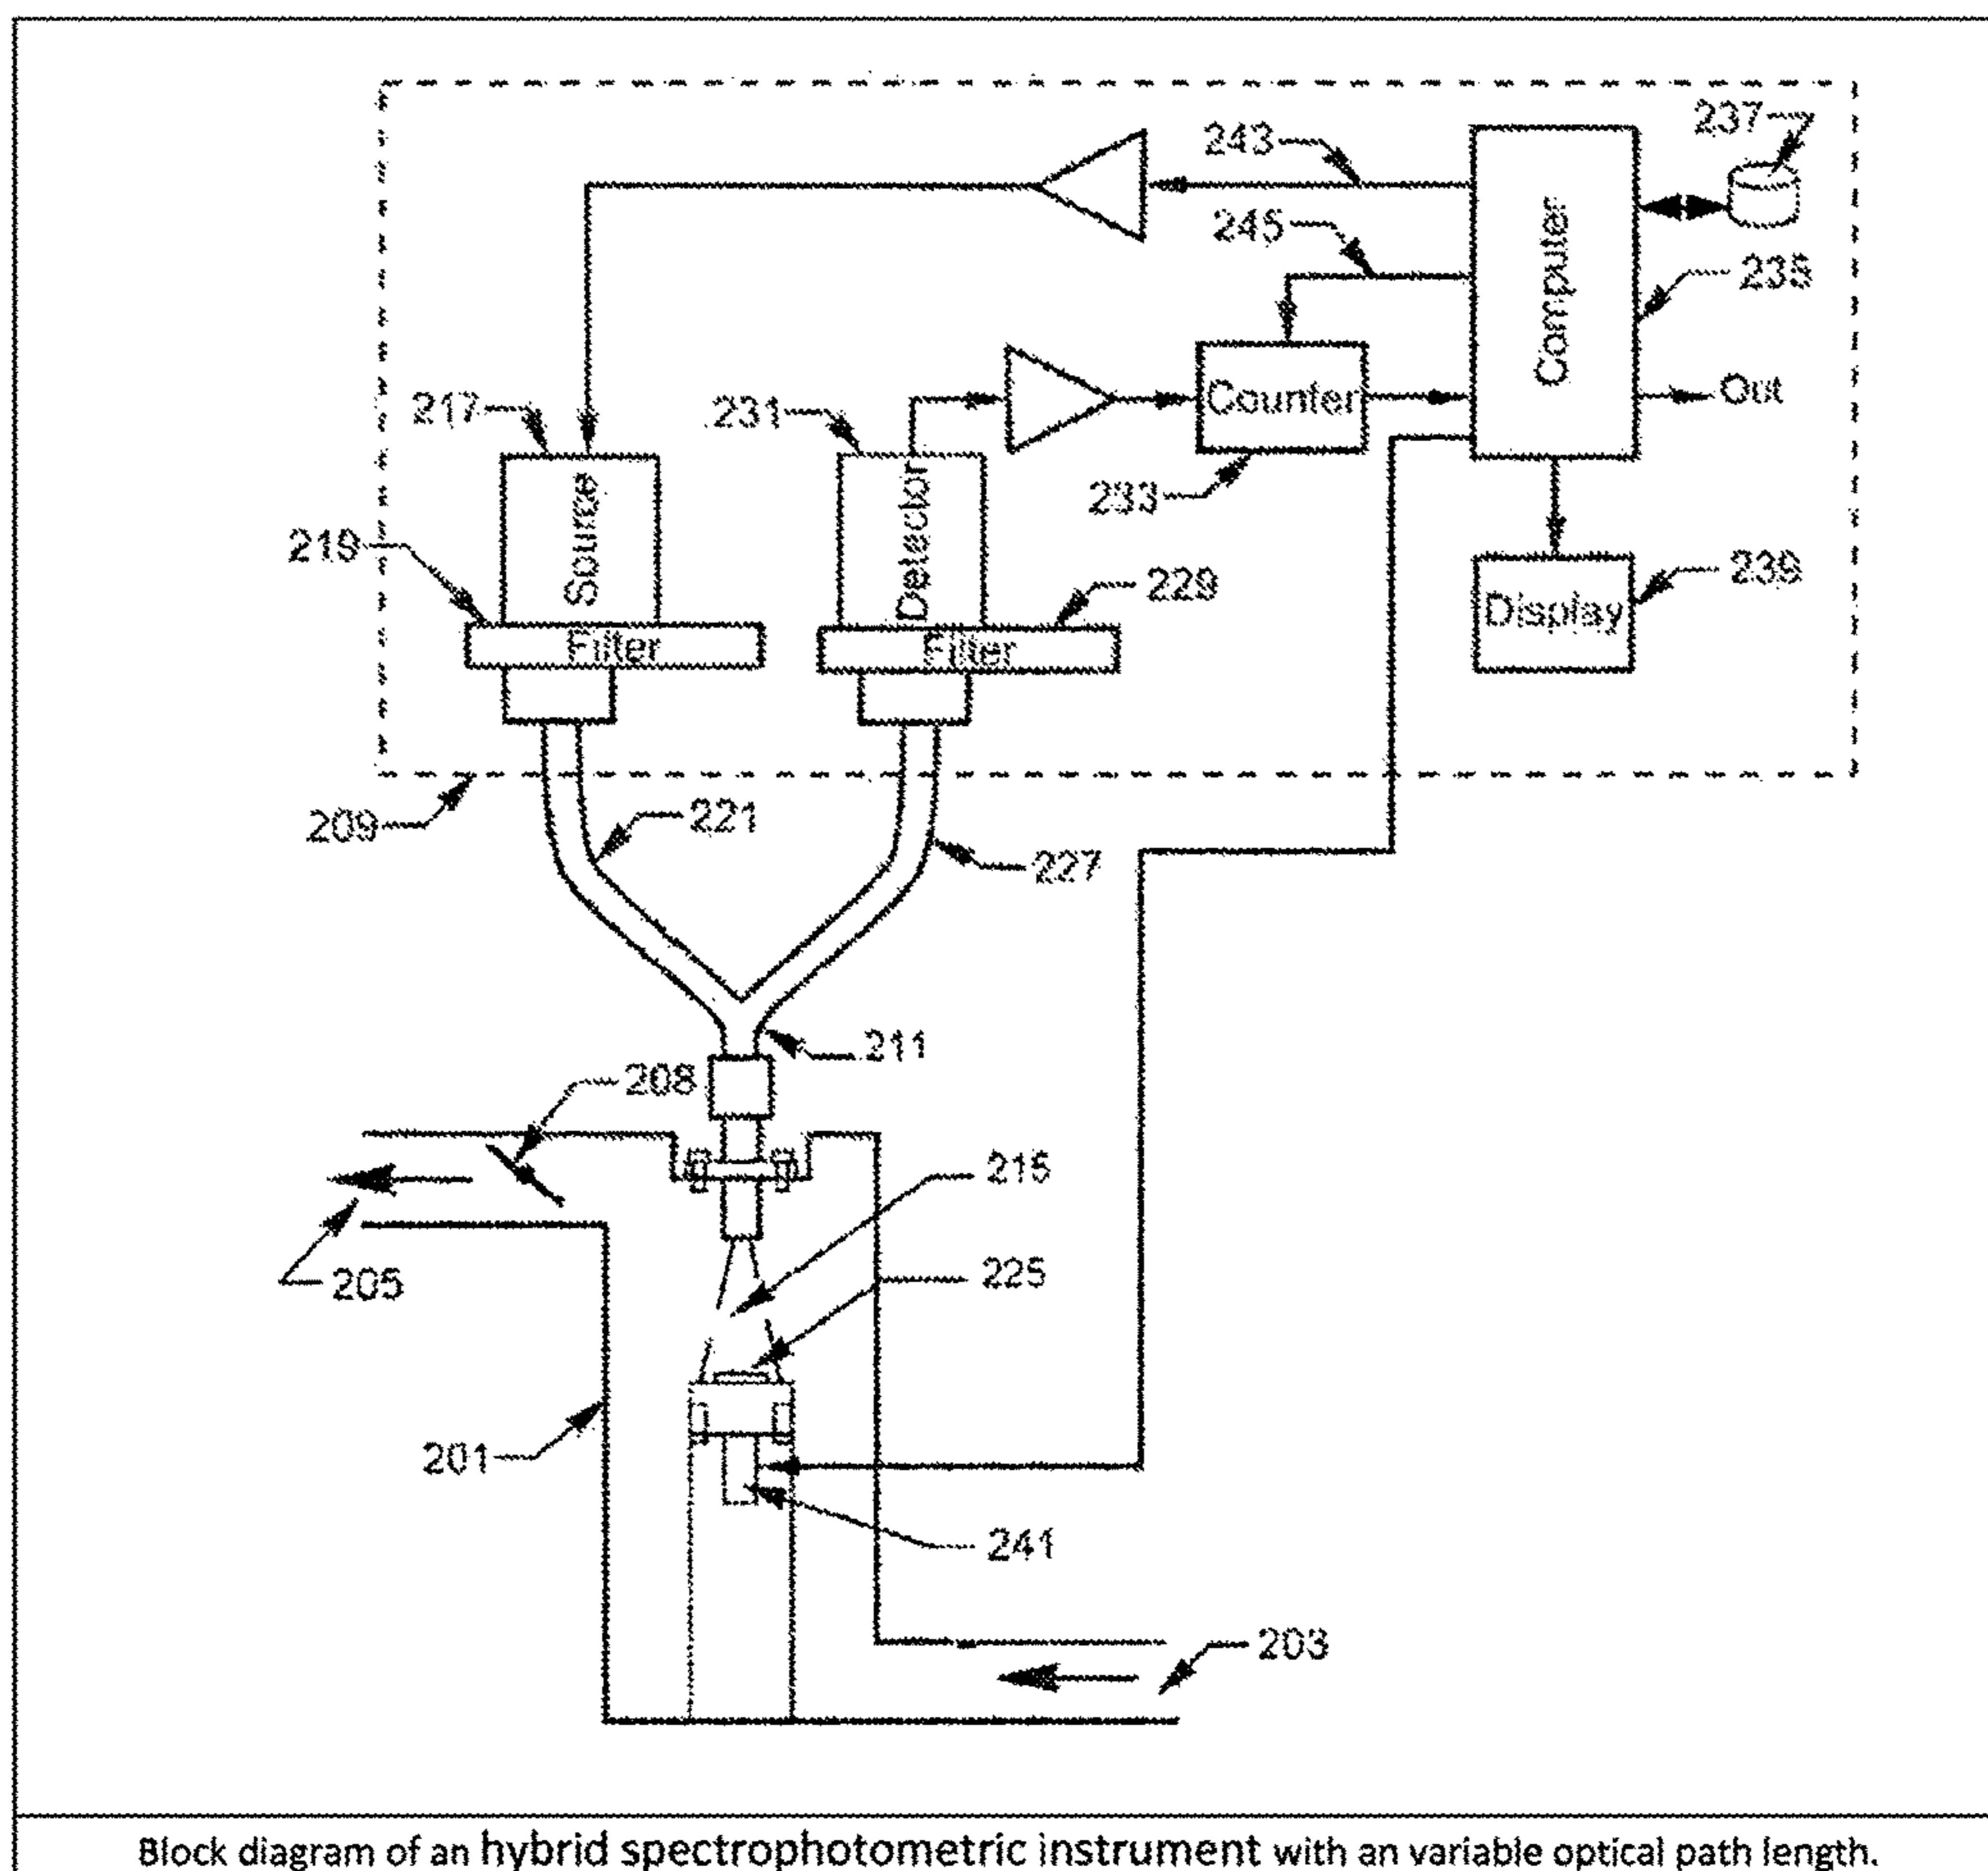 237
243
245
Computer
235
Out
217
231
Counter
233
Source
Detector
219
229
239
Display
Filter
Filter
209
221
227
211
208
215
225
205
201
241
203
Block diagram of an hybrid spectrophotometric instrument with an variable optical path length.